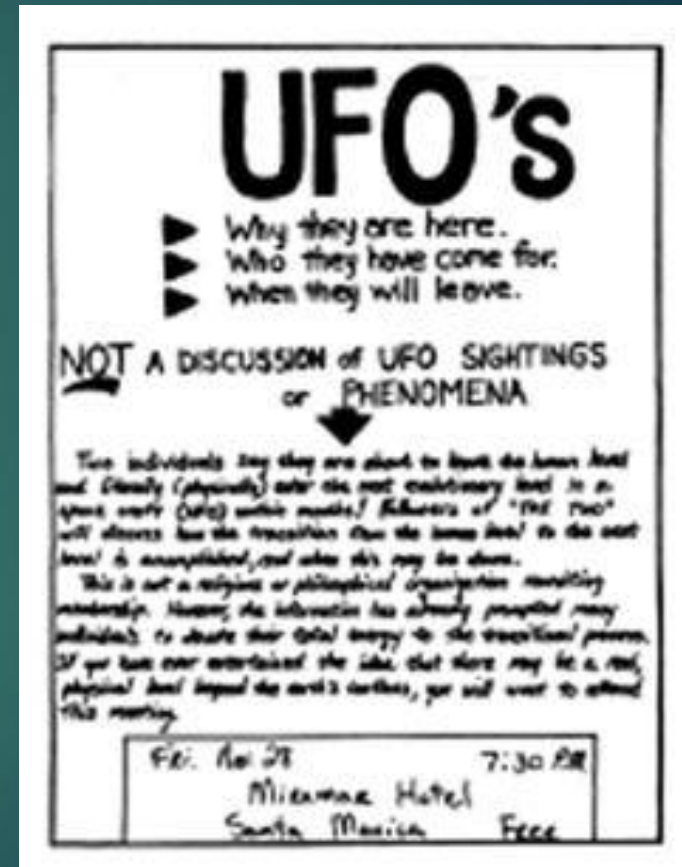 UFO's
▶ Why they are here.
▶ Who they have come for.
▶ When they will leave.
NOT A DISCUSSION of UFO SIGHTINGS
or PHENOMENA
Two individuals say they are about to leave the human level
and literally (physically) enter the next evolutionary level in a
space craft (UFO) within months! Followers of "THE TWO"
will discuss how the transition from the human level to the next
level is accomplished, and when this may be done.
This is not a religious or philosophical organization recruiting
membership. However, the information has already prompted many
individuals to devote their total energy to the transitional process.
If you have ever entertained the idea that there may be a real,
physical level beyond the earth's confines, you will want to attend
this meeting.
Fri. Nov 28 7:30 PM
Miramar Hotel
Santa Monica Free